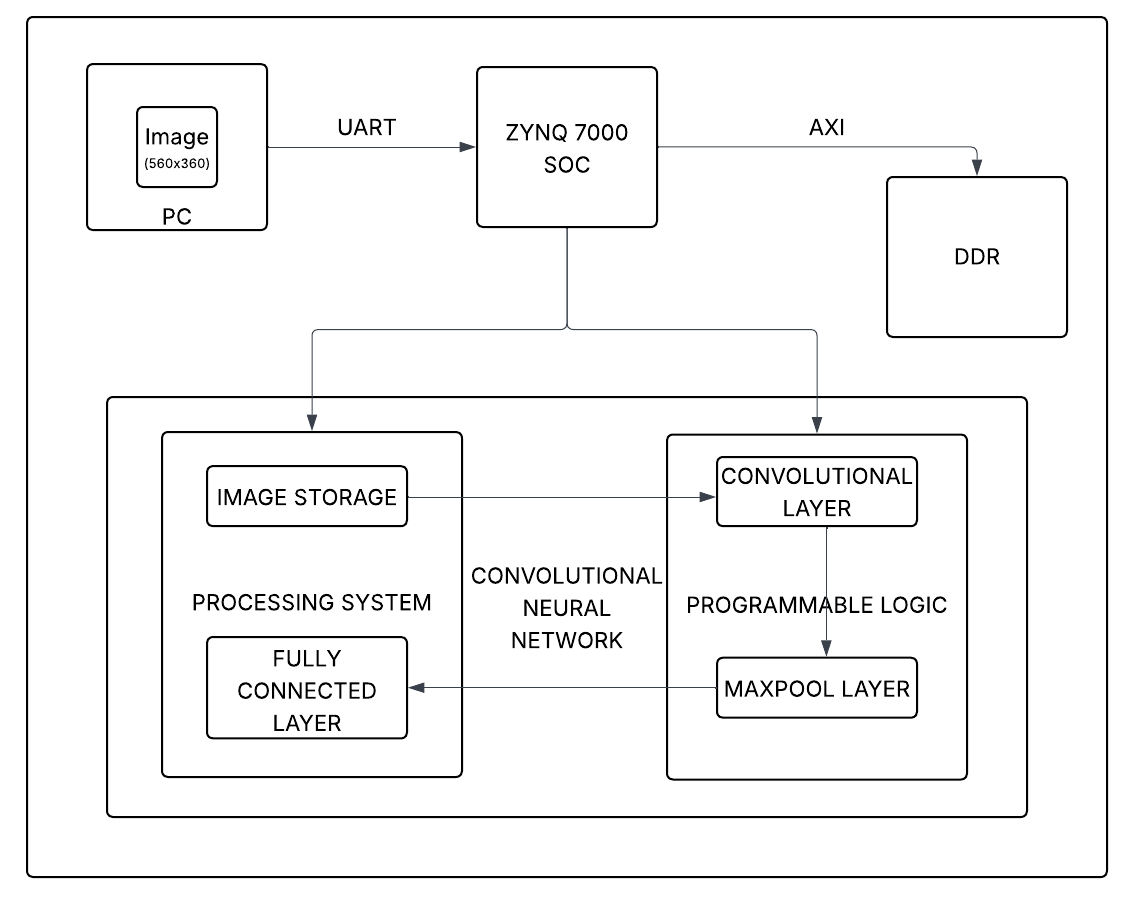 Image
(560x360)
PC
UART
ZYNQ 7000
SOC
AXI
DDR
IMAGE STORAGE
PROCESSING SYSTEM
FULLY
CONNECTED
LAYER
CONVOLUTIONAL
NEURAL
NETWORK
CONVOLUTIONAL
LAYER
PROGRAMMABLE LOGIC
MAXPOOL LAYER